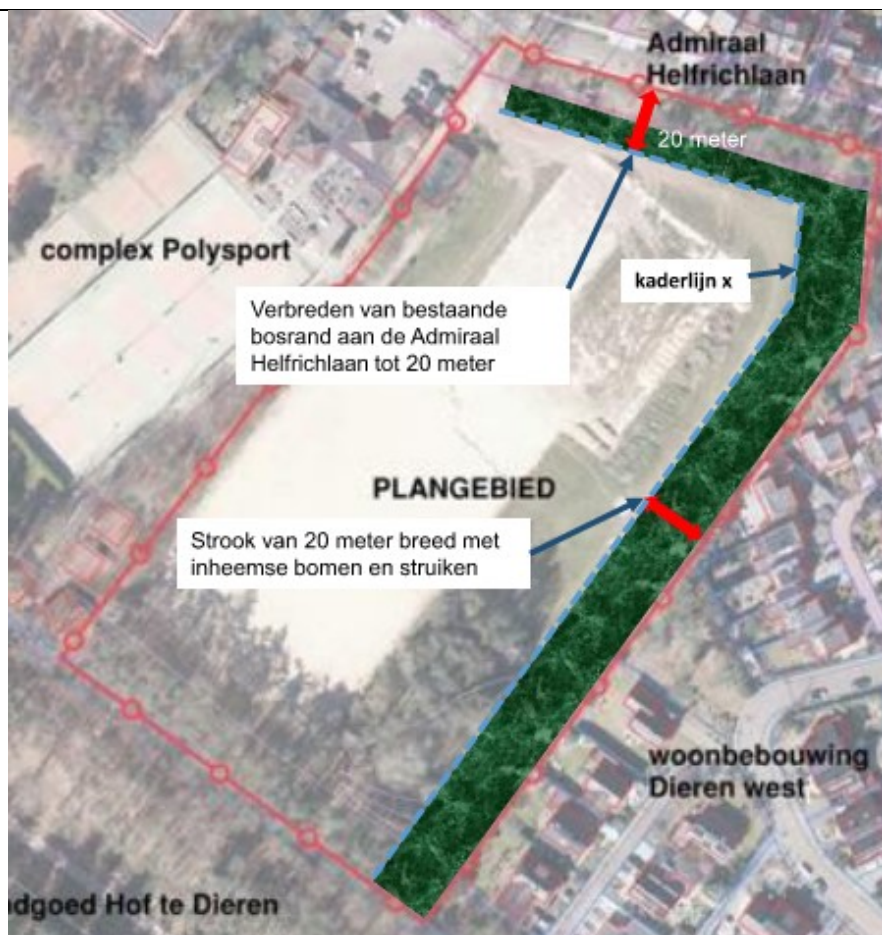 Admiraal
Helfrichlaan
20 meter
complex Polysport
kaderlijn x
Verbreden van bestaande
bosrand aan de Admiraal
Helfrichlaan tot 20 meter
PLANGEBIED
Strook van 20 meter breed met
inheemse bomen en struiken
woonbebouwing
Dieren west
dgoed Hof te Dieren